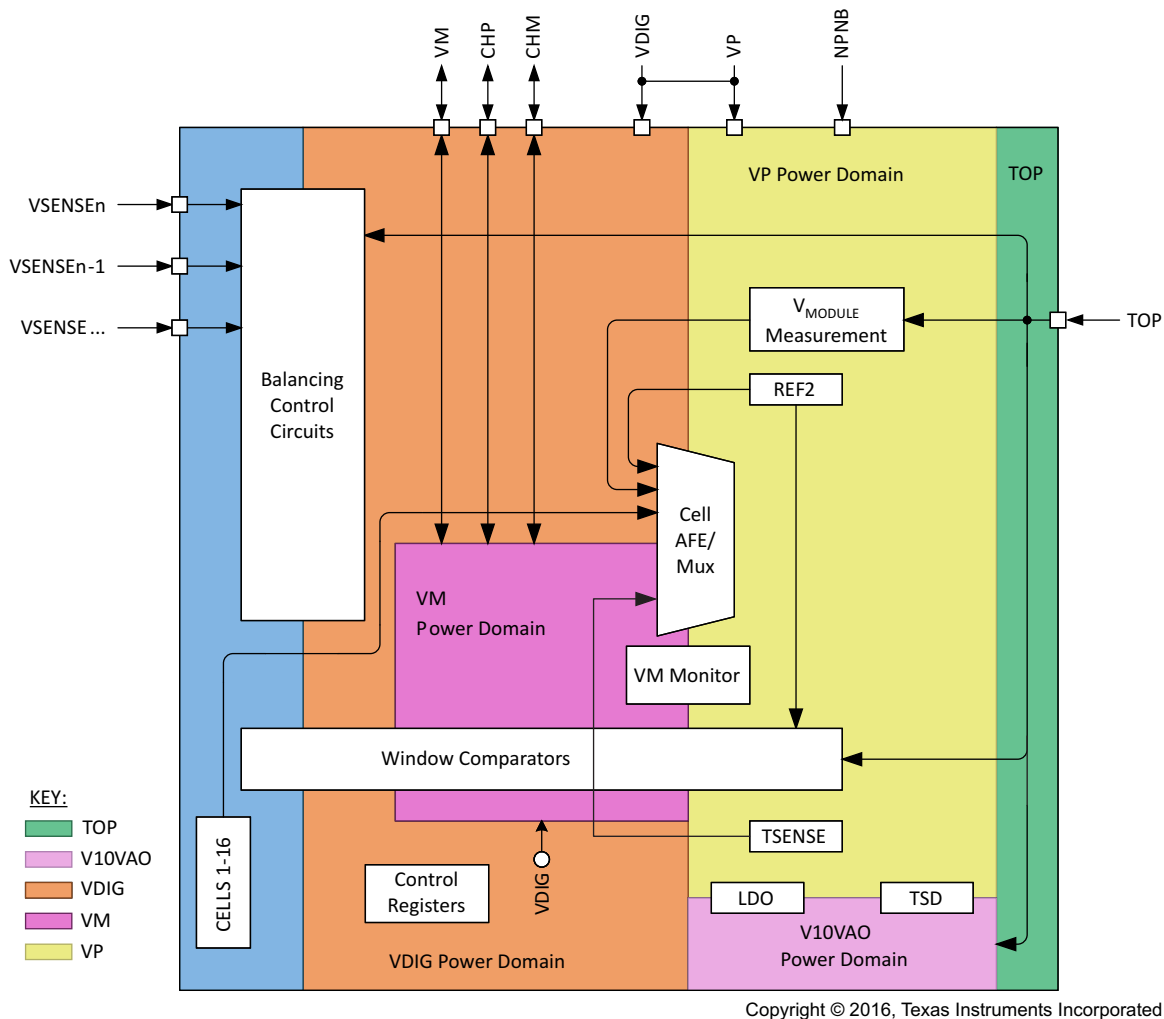 VM
CHP
CHM
VDIG
VP
NPNB
VP Power Domain
TOP
VSENSEn
VSENSEn-1
VSENSE...
V_MODULE
Measurement
TOP
REF2
Balancing
Control
Circuits
Cell
AFE/
Mux
VM
Power Domain
VM Monitor
Window Comparators
KEY:
TOP
V10VAO
VDIG
VM
VP
CELLS 1-16
TSENSE
Control
Registers
VDIG
LDO
TSD
V10VAO
Power Domain
VDIG Power Domain
Copyright © 2016, Texas Instruments Incorporated